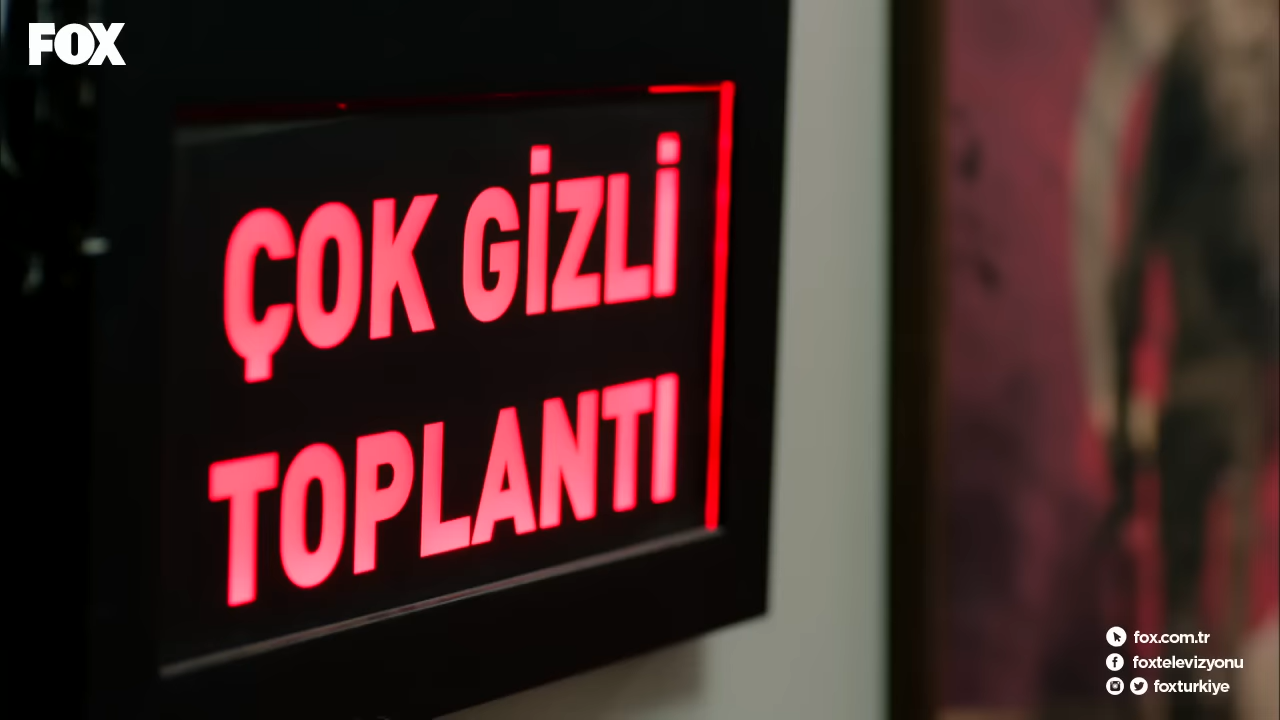 FOX
ÇOK GİZLİ
TOPLANTI
fox.com.tr
foxtelevizyonu
foxturkiye